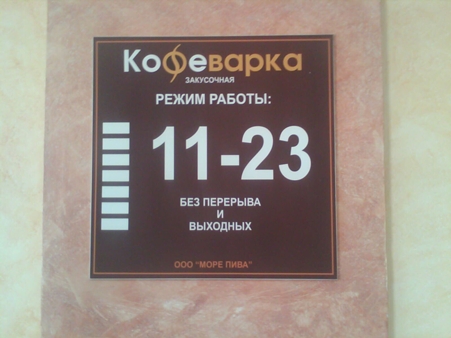 Кофеварка
ЗАКУСОЧНАЯ
РЕЖИМ РАБОТЫ:
11-23
БЕЗ ПЕРЕРЫВА
И
ВЫХОДНЫХ
ООО "МОРЕ ПИВА"